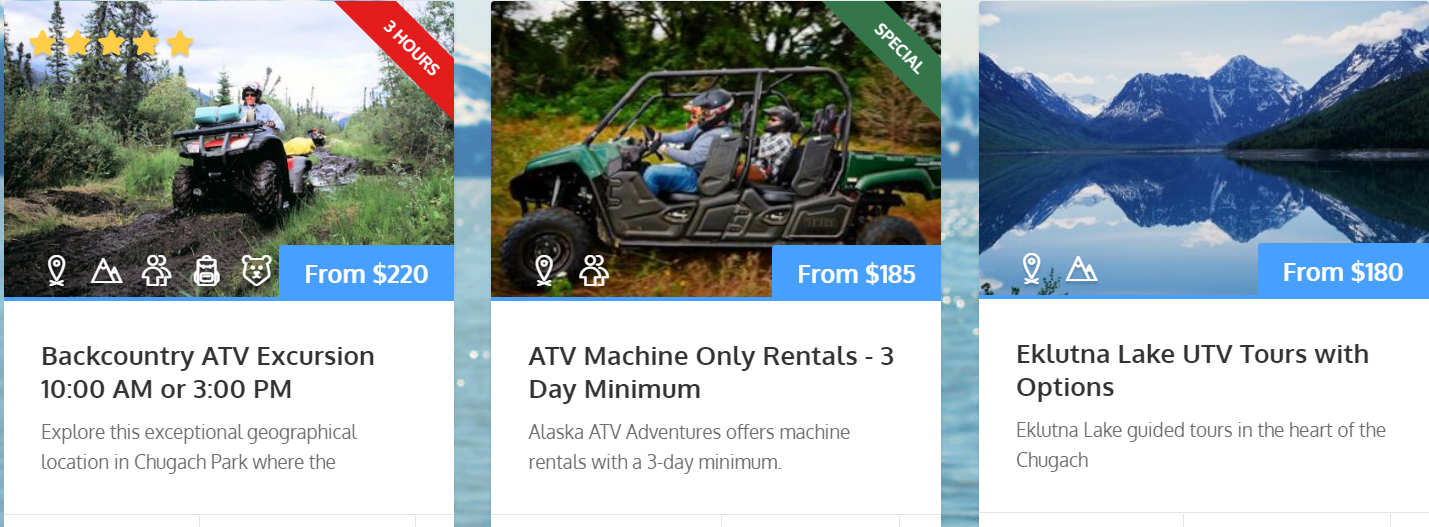 3 HOURS
From $220
Backcountry ATV Excursion
10:00 AM or 3:00 PM
Explore this exceptional geographical
location in Chugach Park where the
SPECIAL
From $185
ATV Machine Only Rentals - 3
Day Minimum
Alaska ATV Adventures offers machine
rentals with a 3-day minimum.
From $180
Eklutna Lake UTV Tours with
Options
Eklutna Lake guided tours in the heart of the
Chugach